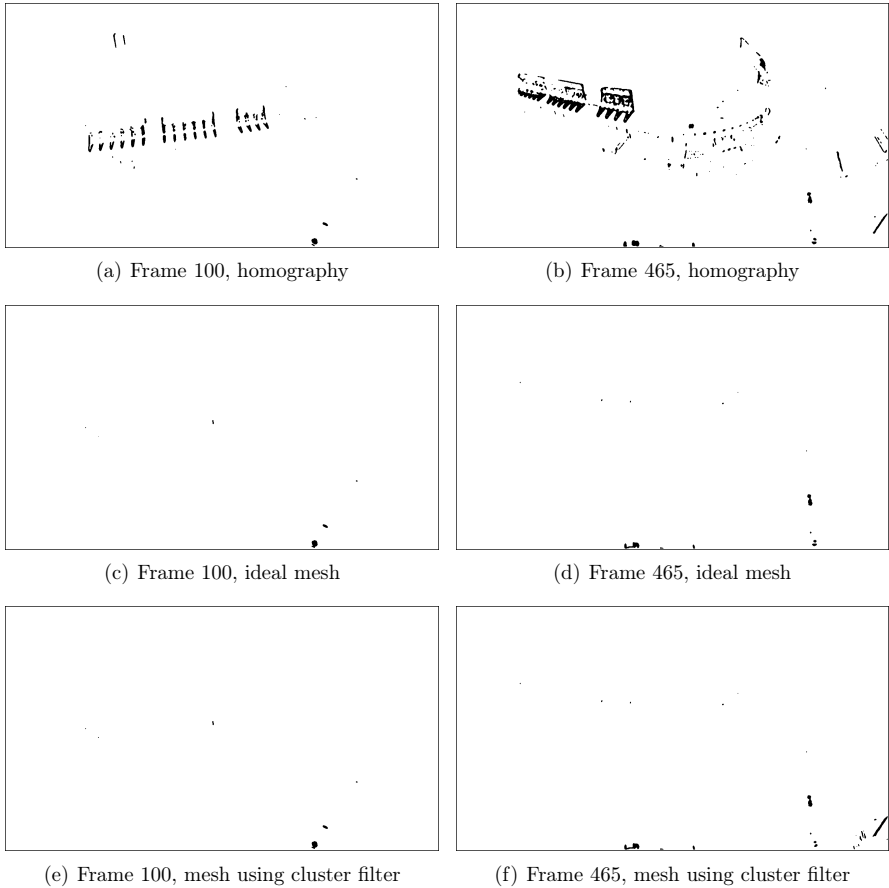 (a) Frame 100, homography
(b) Frame 465, homography
(c) Frame 100, ideal mesh
(d) Frame 465, ideal mesh
(e) Frame 100, mesh using cluster filter
(f) Frame 465, mesh using cluster filter